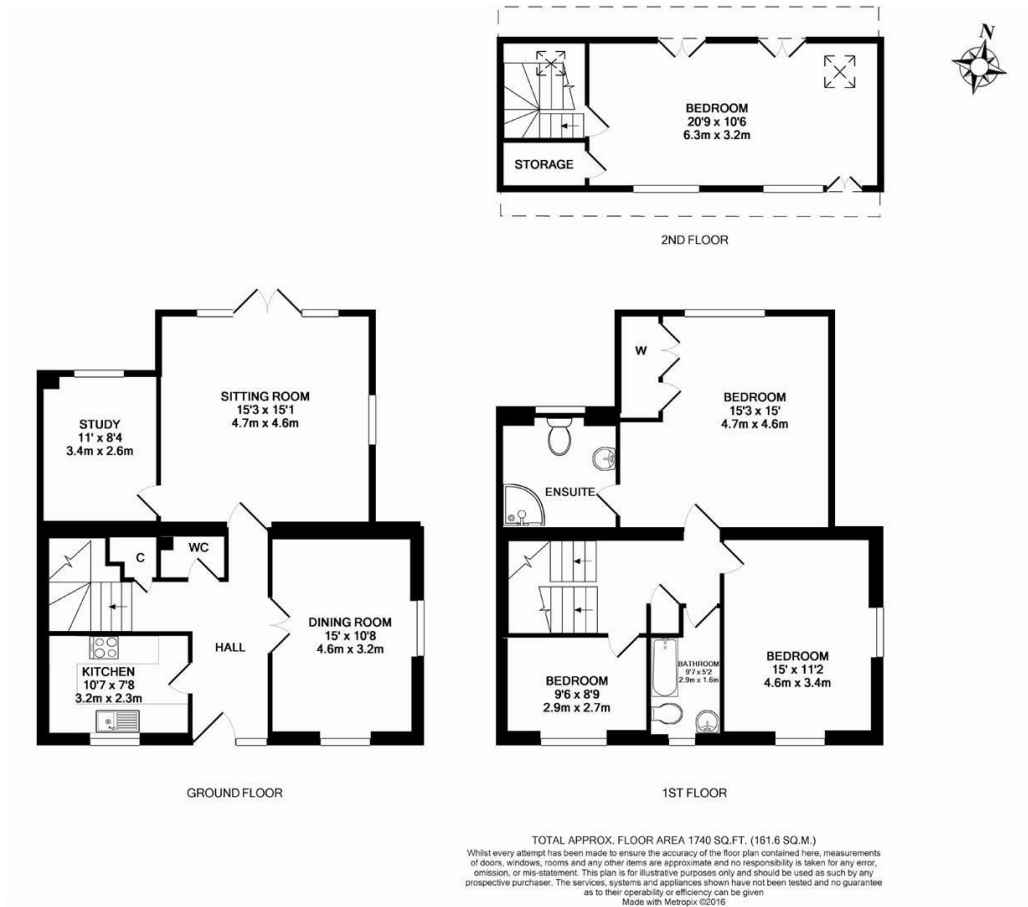 N
BEDROOM
20'9 x 10'6
6.3m x 3.2m
STORAGE
2ND FLOOR
SITTING ROOM
15'3 x 15'1
4.7m x 4.6m
STUDY
11' x 8'4
3.4m x 2.6m
C
WC
HALL
DINING ROOM
15' x 10'8
4.6m x 3.2m
KITCHEN
10'7 x 7'8
3.2m x 2.3m
GROUND FLOOR
W
BEDROOM
15'3 x 15'
4.7m x 4.6m
ENSUITE
BEDROOM
9'6 x 8'9
2.9m x 2.7m
BATHROOM
9'7 x 5'2
2.9m x 1.6m
BEDROOM
15' x 11'2
4.6m x 3.4m
1ST FLOOR
TOTAL APPROX. FLOOR AREA 1740 SQ.FT. (161.6 SQ.M.)
Whilst every attempt has been made to ensure the accuracy of the floor plan contained here, measurements
of doors, windows, rooms and any other items are approximate and no responsibility is taken for any error,
omission, or mis-statement. This plan is for illustrative purposes only and should be used as such by any
prospective purchaser. The services, systems and appliances shown have not been tested and no guarantee
as to their operability or efficiency can be given
Made with Metropix ©2016